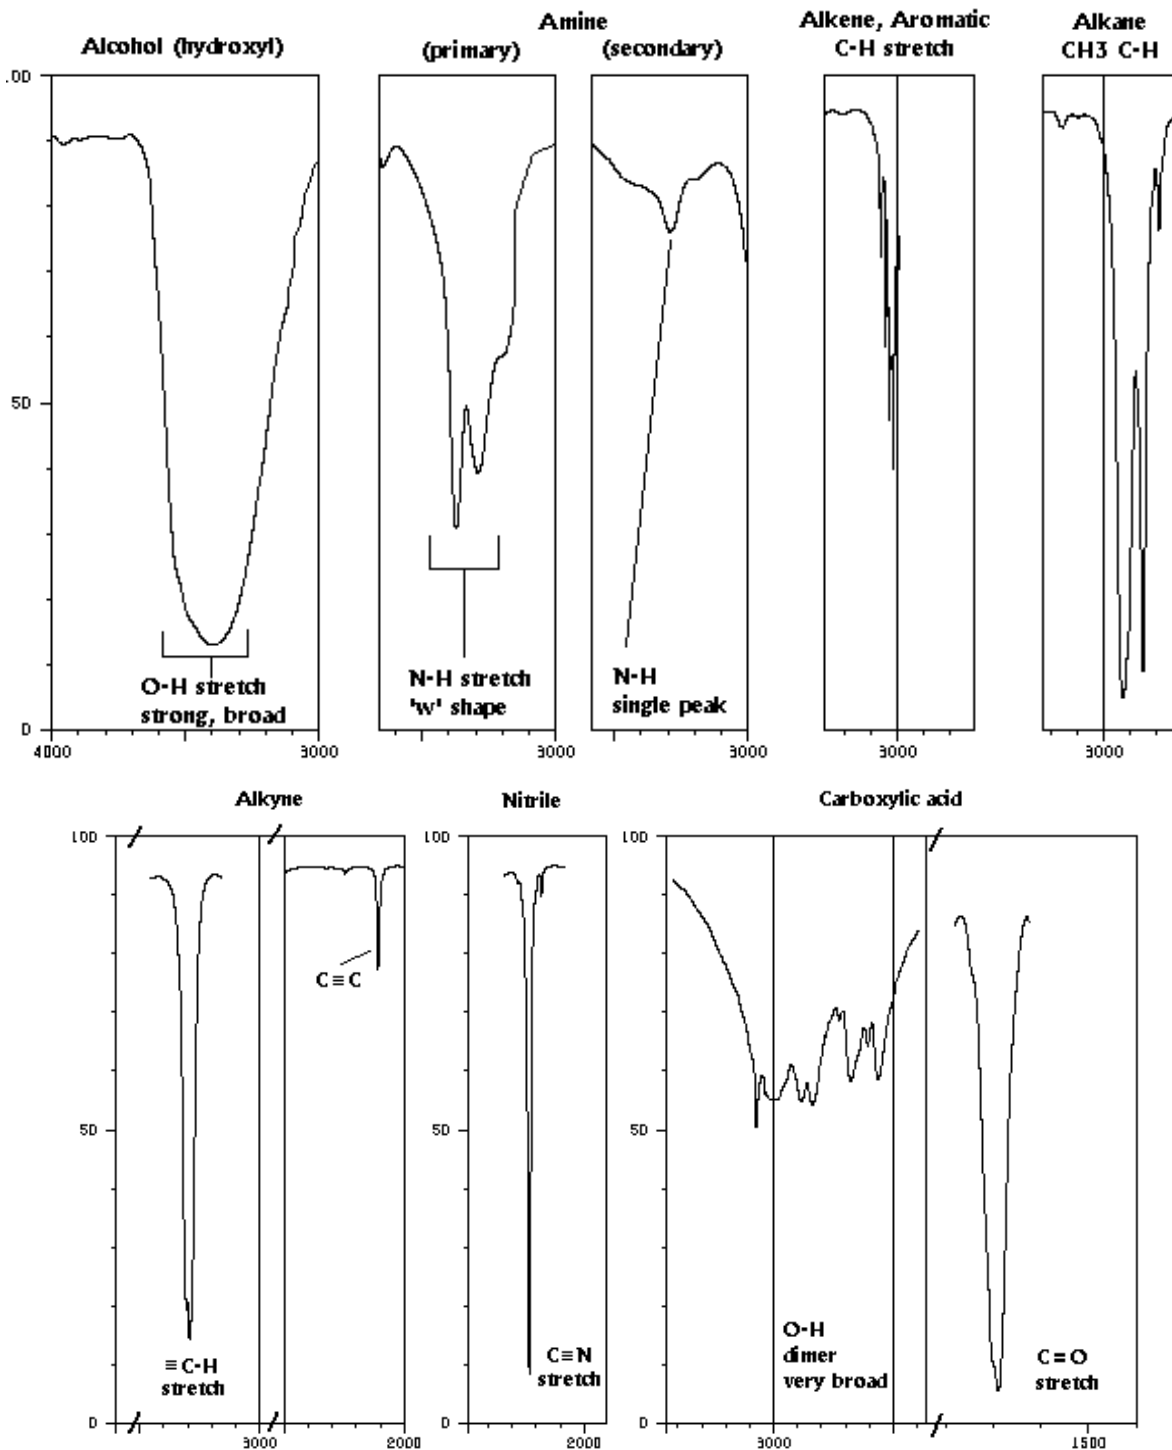 Alcohol (hydroxyl)
Amine
(primary)
(secondary)
Alkene, Aromatic
C-H stretch
Alkane
CH3 C-H
.00
50
0
4000
3000
3000
3000
3000
3000
O-H stretch
strong, broad
N-H stretch
'w' shape
N-H
single peak
Alkyne
Nitrile
Carboxylic acid
100
100
100
50
50
50
0
0
0
C≡C
≡C-H
stretch
C≡N
stretch
O-H
dimer
very broad
C=O
stretch
3000
2000
2000
3000
1500